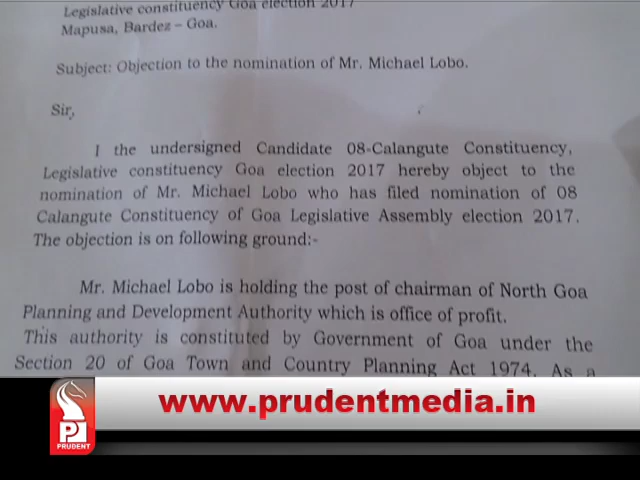 Legislative constituency Goa election 2017
Mapusa, Bardez – Goa.
Subject: Objection to the nomination of Mr. Michael Lobo.
Sir,
I the undersigned Candidate 08-Calangute Constituency,
Legislative constituency Goa election 2017 hereby object to the
nomination of Mr. Michael Lobo who has filed nomination of 08
Calangute Constituency of Goa Legislative Assembly election 2017.
The objection is on following ground:-
Mr. Michael Lobo is holding the post of chairman of North Goa
Planning and Development Authority which is office of profit.
This authority is constituted by Government of Goa under the
Section 20 of Goa Town and Country Planning Act 1974. As a
www.prudentmedia.in
P
PRUDENT